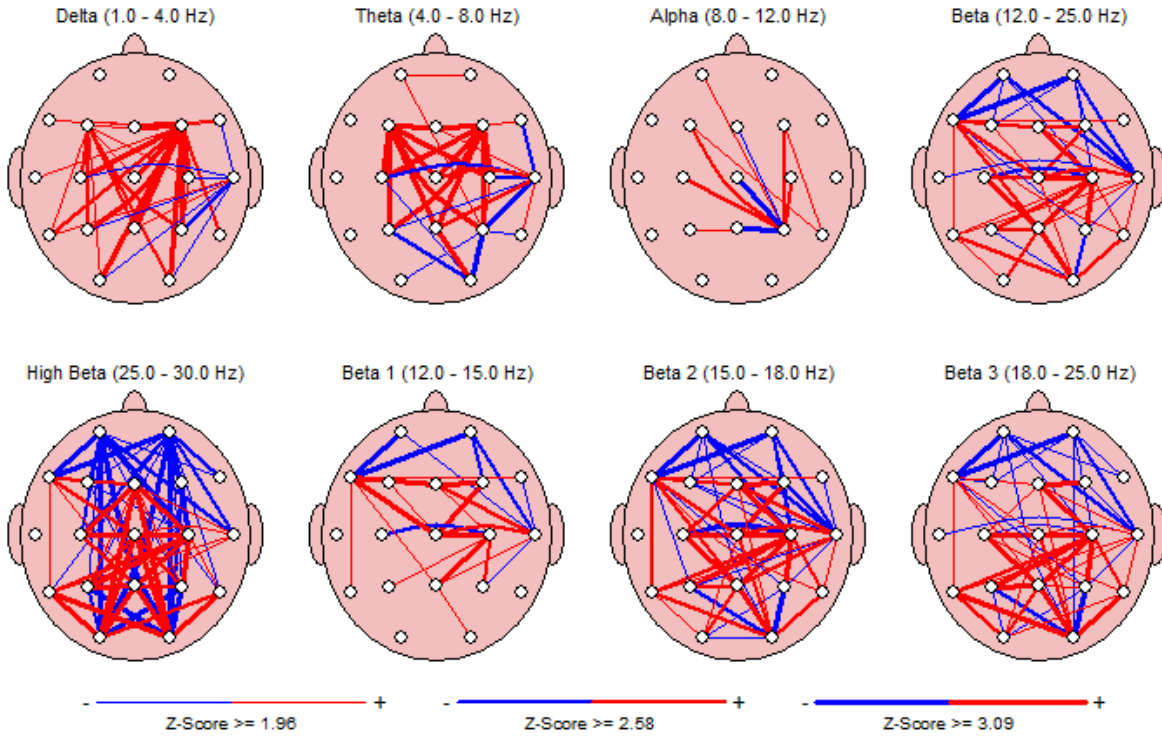 Delta (1.0 - 4.0 Hz) Theta (4.0 - 8.0 Hz) Alpha (8.0 - 12.0 Hz) Beta (12.0 - 25.0 Hz)
High Beta (25.0 - 30.0 Hz) Beta 1 (12.0 - 15.0 Hz) Beta 2 (15.0 - 18.0 Hz) Beta 3 (18.0 - 25.0 Hz)
- + - + - +
Z-Score >= 1.96 Z-Score >= 2.58 Z-Score >= 3.09